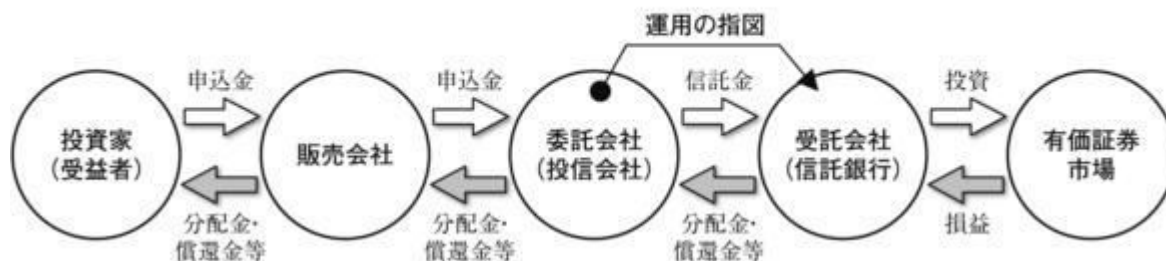 運用の指図
申込金
申込金
信託金
投資
投資家
(受益者)
販売会社
委託会社
(投信会社)
受託会社
(信託銀行)
有価証券
市場
分配金・
償還金等
分配金・
償還金等
分配金・
償還金等
損益